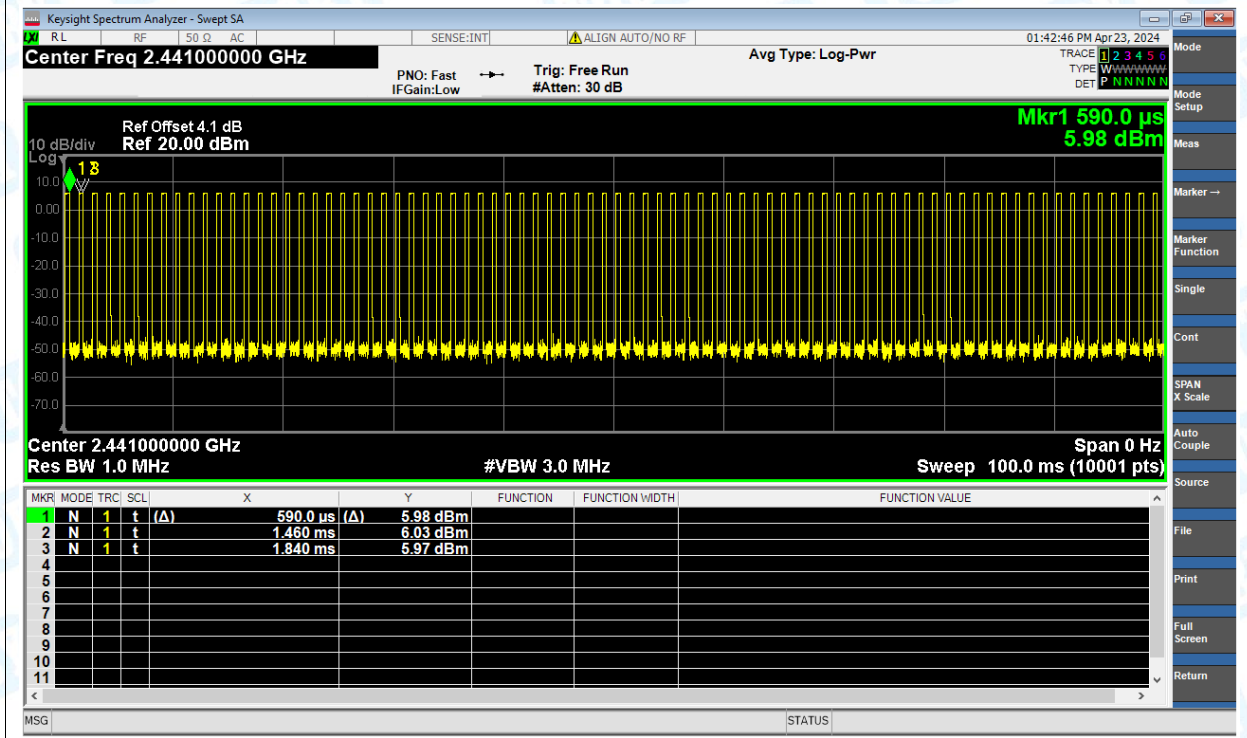 Keysight Spectrum Analyzer - Swept SA
LXI RL RF 50 Ω AC SENSE:INT ALIGN AUTO/NO RF 01:42:46 PM Apr 23, 2024
Center Freq 2.441000000 GHz Avg Type: Log-Pwr TRACE 1 2 3 4 5 6
PNO: Fast Trig: Free Run TYPE WWWWWW
IFGain:Low #Atten: 30 dB DET P N N N N N
Mkr1 590.0 µs
Ref Offset 4.1 dB
10 dB/div Ref 20.00 dBm 5.98 dBm
Log
10.0
0.00
-10.0
-20.0
-30.0
-40.0
-50.0
-60.0
-70.0
Center 2.441000000 GHz Span 0 Hz
Res BW 1.0 MHz #VBW 3.0 MHz Sweep 100.0 ms (10001 pts)
MKR MODE TRC SCL X Y FUNCTION FUNCTION WIDTH FUNCTION VALUE
1 N 1 t (Δ) 590.0 µs (Δ) 5.98 dBm
2 N 1 t 1.460 ms 6.03 dBm
3 N 1 t 1.840 ms 5.97 dBm
4
5
6
7
8
9
10
11
MSG STATUS
Mode
Mode
Setup
Meas
Marker →
Marker
Function
Single
Cont
SPAN
X Scale
Auto
Couple
Source
File
Print
Full
Screen
Return